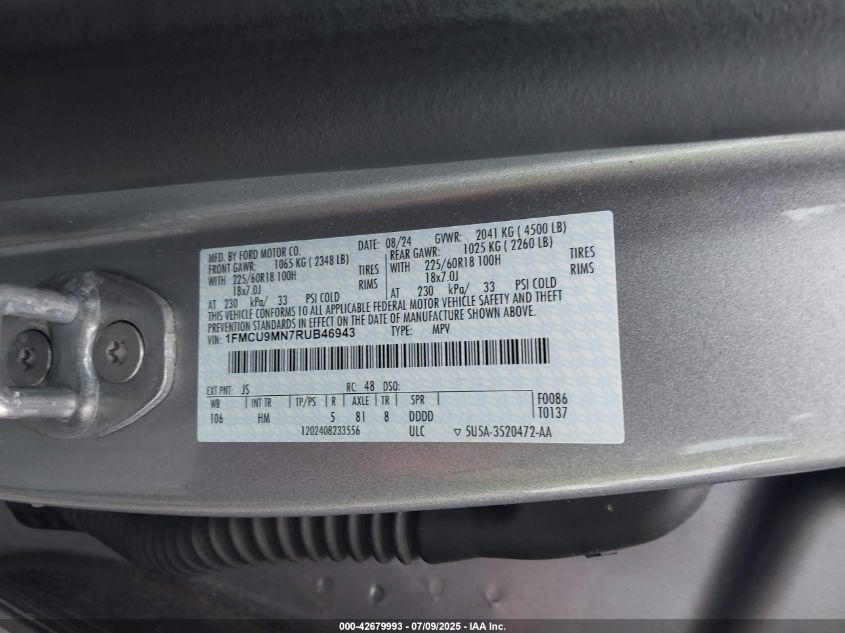 MFD. BY FORD MOTOR CO. DATE: 08/24 GVWR: 2041 KG ( 4500 LB)
FRONT GAWR: 1065 KG ( 2348 LB) REAR GAWR: 1025 KG ( 2260 LB)
WITH 225/60R18 100H TIRES WITH 225/60R18 100H TIRES
18x7.0J RIMS 18x7.0J RIMS
AT 230 kPa/ 33 PSI COLD AT 230 kPa/ 33 PSI COLD
THIS VEHICLE CONFORMS TO ALL APPLICABLE FEDERAL MOTOR VEHICLE SAFETY AND THEFT
PREVENTION STANDARDS IN EFFECT ON THE DATE OF MANUFACTURE SHOWN ABOVE.
VIN: 1FMCU9MN7RUB46943 TYPE: MPV
EXT PNT: JS RC: 48 DSO:
WB INT TR TP/PS R AXLE TR SPR F0086
106 HM 5 81 8 DDDD T0137
1202408233556 ULC ▽ 5U5A-3520472-AA
000-42679993 / 07/09/2025 - IAA, Inc.